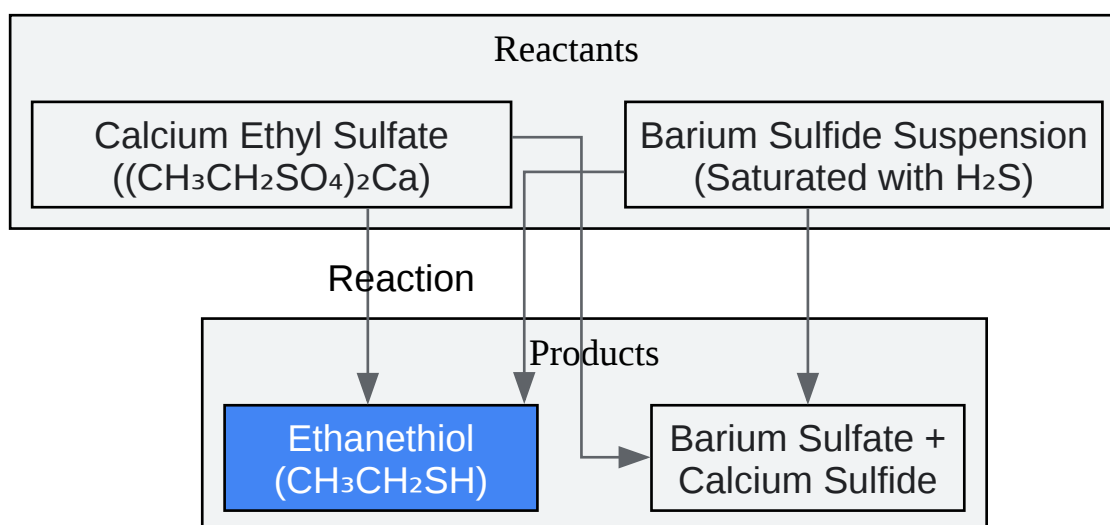 Reactants
Calcium Ethyl Sulfate
((CH₃CH₂SO₄)₂Ca)
Barium Sulfide Suspension
(Saturated with H₂S)
Reaction
Products
Ethanethiol
(CH₃CH₂SH)
Barium Sulfate +
Calcium Sulfide